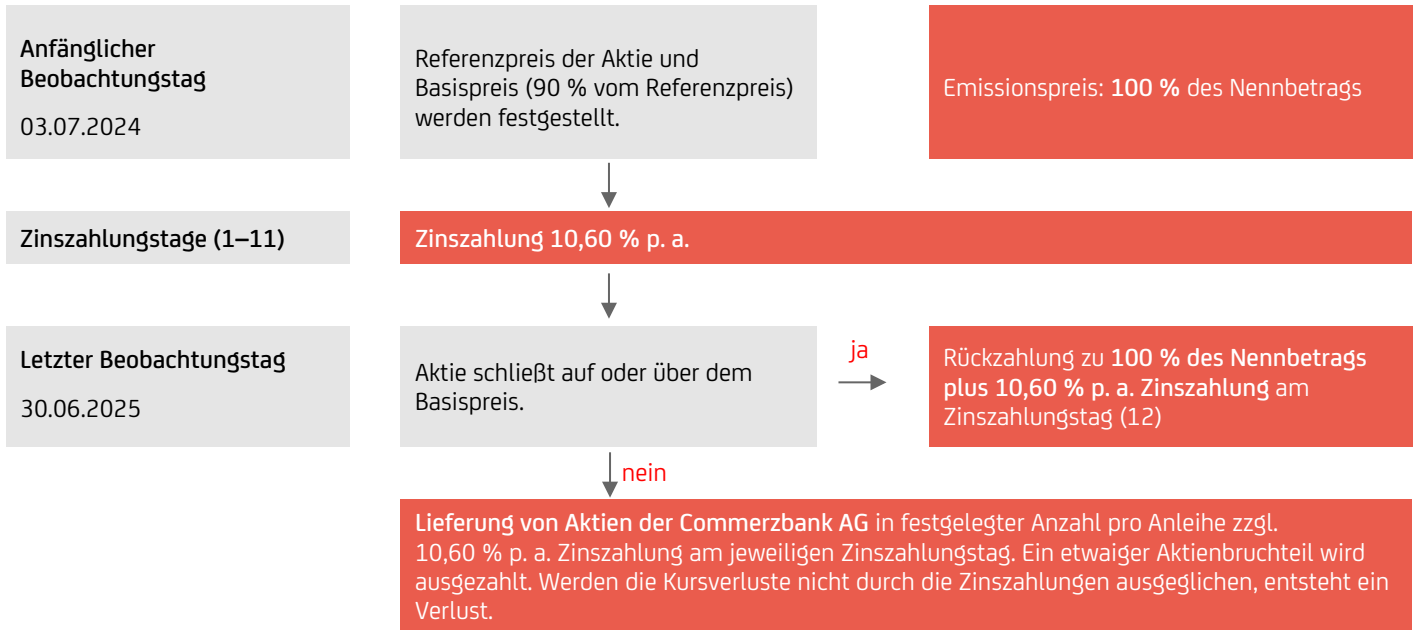 Anfänglicher
Beobachtungstag
03.07.2024
Referenzpreis der Aktie und
Basispreis (90 % vom Referenzpreis)
werden festgestellt.
Emissionspreis: 100 % des Nennbetrags
Zinszahlungstage (1–11)
Zinszahlung 10,60 % p. a.
Letzter Beobachtungstag
30.06.2025
Aktie schließt auf oder über dem
Basispreis.
ja
Rückzahlung zu 100 % des Nennbetrags
plus 10,60 % p. a. Zinszahlung am
Zinszahlungstag (12)
nein
Lieferung von Aktien der Commerzbank AG in festgelegter Anzahl pro Anleihe zzgl.
10,60 % p. a. Zinszahlung am jeweiligen Zinszahlungstag. Ein etwaiger Aktienbruchteil wird
ausgezahlt. Werden die Kursverluste nicht durch die Zinszahlungen ausgeglichen, entsteht ein
Verlust.